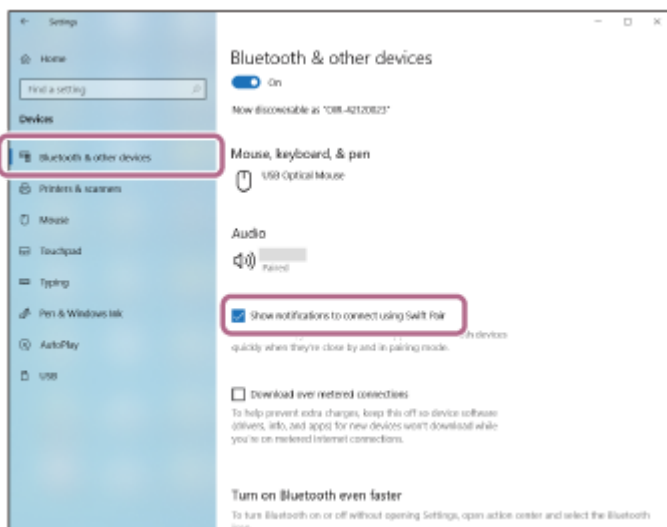 Settings
Home
Find a setting
Devices
Bluetooth & other devices
Printers & scanners
Mouse
Touchpad
Typing
Pen & Windows Ink
AutoPlay
USB
Bluetooth & other devices
On
Now discoverable as
Mouse, keyboard, & pen
USB Optical Mouse
Audio
Paired
Show notifications to connect using Swift Pair
devices
quickly when they're close by and in pairing mode.
Download over metered connections
To help prevent extra charges, keep this off so device software
(drivers, info, and apps) for new devices won't download while
you're on metered internet connections.
Turn on Bluetooth even faster
To turn Bluetooth on or off without opening Settings, open action center and select the Bluetooth